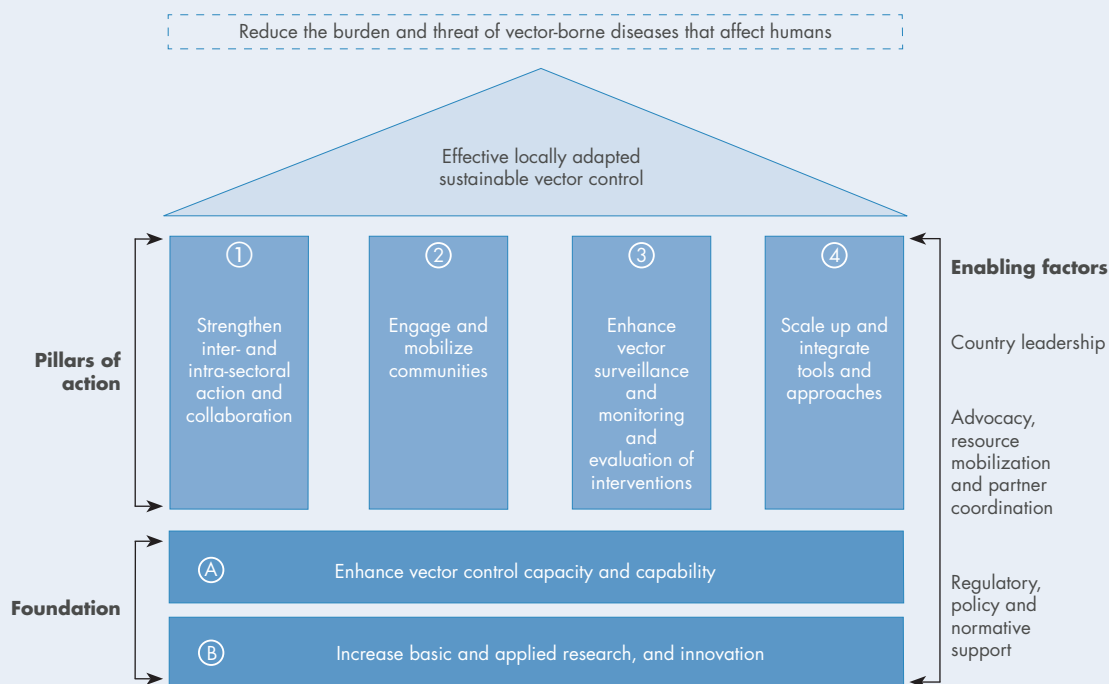 Reduce the burden and threat of vector-borne diseases that affect humans
Effective locally adapted
sustainable vector control
Pillars of
action
1
Strengthen
inter- and
intra-sectoral
action and
collaboration
2
Engage and
mobilize
communities
3
Enhance
vector
surveillance
and
monitoring
and
evaluation of
interventions
4
Scale up and
integrate
tools and
approaches
Foundation
A
Enhance vector control capacity and capability
B
Increase basic and applied research, and innovation
Enabling factors
Country leadership
Advocacy,
resource
mobilization
and partner
coordination
Regulatory,
policy and
normative
support